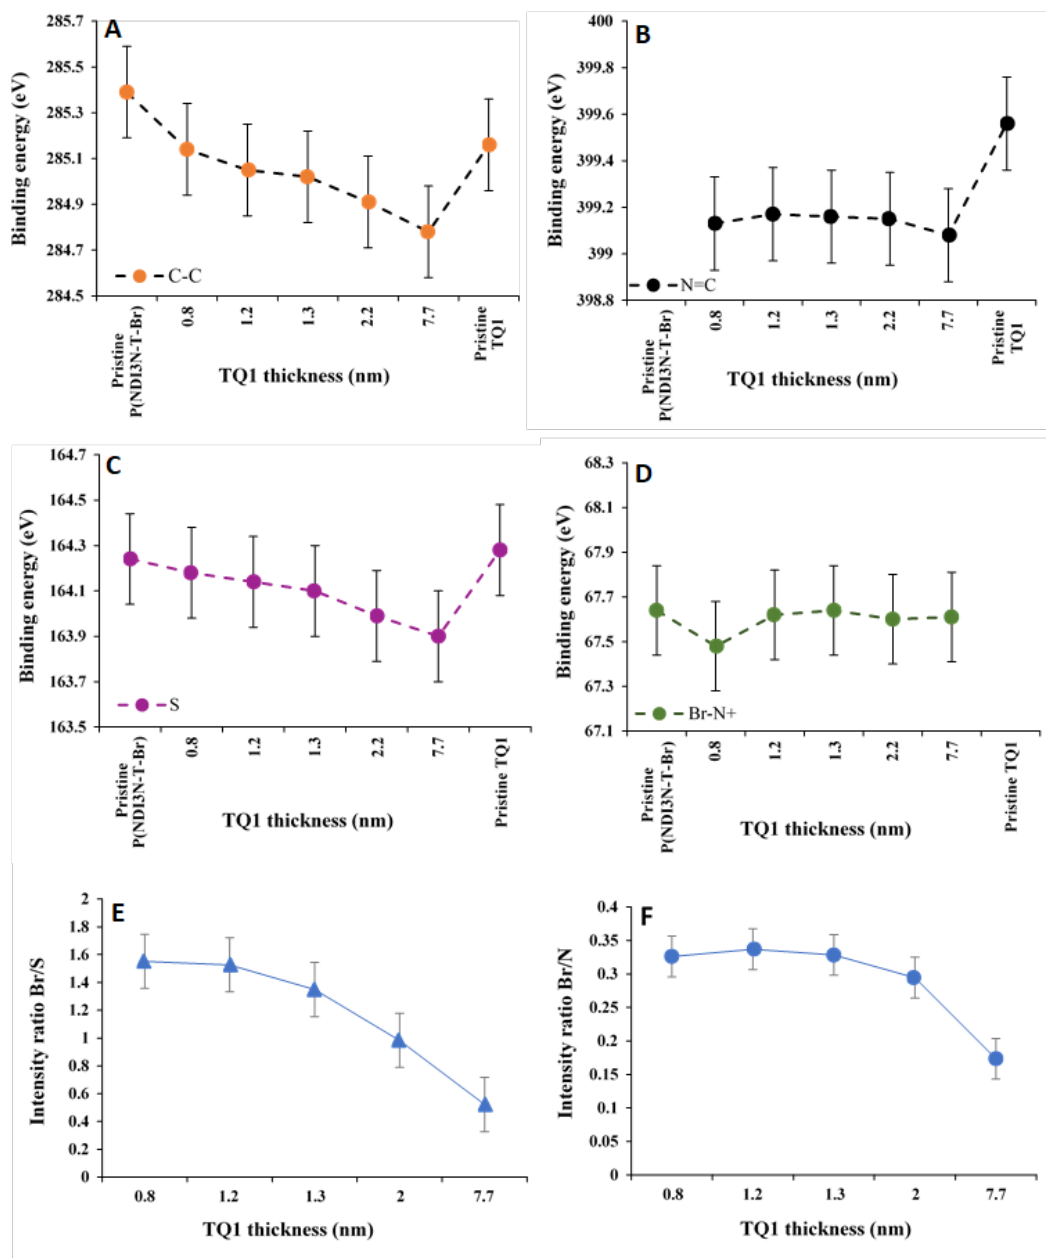 A
285.7
285.5
285.3
285.1
284.9
284.7
284.5
Binding energy (eV)
C-C
Pristine
P(NDI3N-T-Br)
0.8
1.2
1.3
2.2
7.7
Pristine
TQ1
TQ1 thickness (nm)
B
400
399.8
399.6
399.4
399.2
399
398.8
Binding energy (eV)
N=C
Pristine
P(NDI3N-T-Br)
0.8
1.2
1.3
2.2
7.7
Pristine
TQ1
TQ1 thickness (nm)
C
164.7
164.5
164.3
164.1
163.9
163.7
163.5
Binding energy (eV)
S
Pristine
P(NDI3N-T-Br)
0.8
1.2
1.3
2.2
7.7
Pristine TQ1
TQ1 thickness (nm)
D
68.3
68.1
67.9
67.7
67.5
67.3
67.1
Binding energy (eV)
Br-N+
Pristine
P(NDI3N-T-Br)
0.8
1.2
1.3
2.2
7.7
Pristine TQ1
TQ1 thickness (nm)
E
2
1.8
1.6
1.4
1.2
1
0.8
0.6
0.4
0.2
0
Intensity ratio Br/S
0.8
1.2
1.3
2
7.7
TQ1 thickness (nm)
F
0.4
0.35
0.3
0.25
0.2
0.15
0.1
0.05
0
Intensity ratio Br/N
0.8
1.2
1.3
2
7.7
TQ1 thickness (nm)